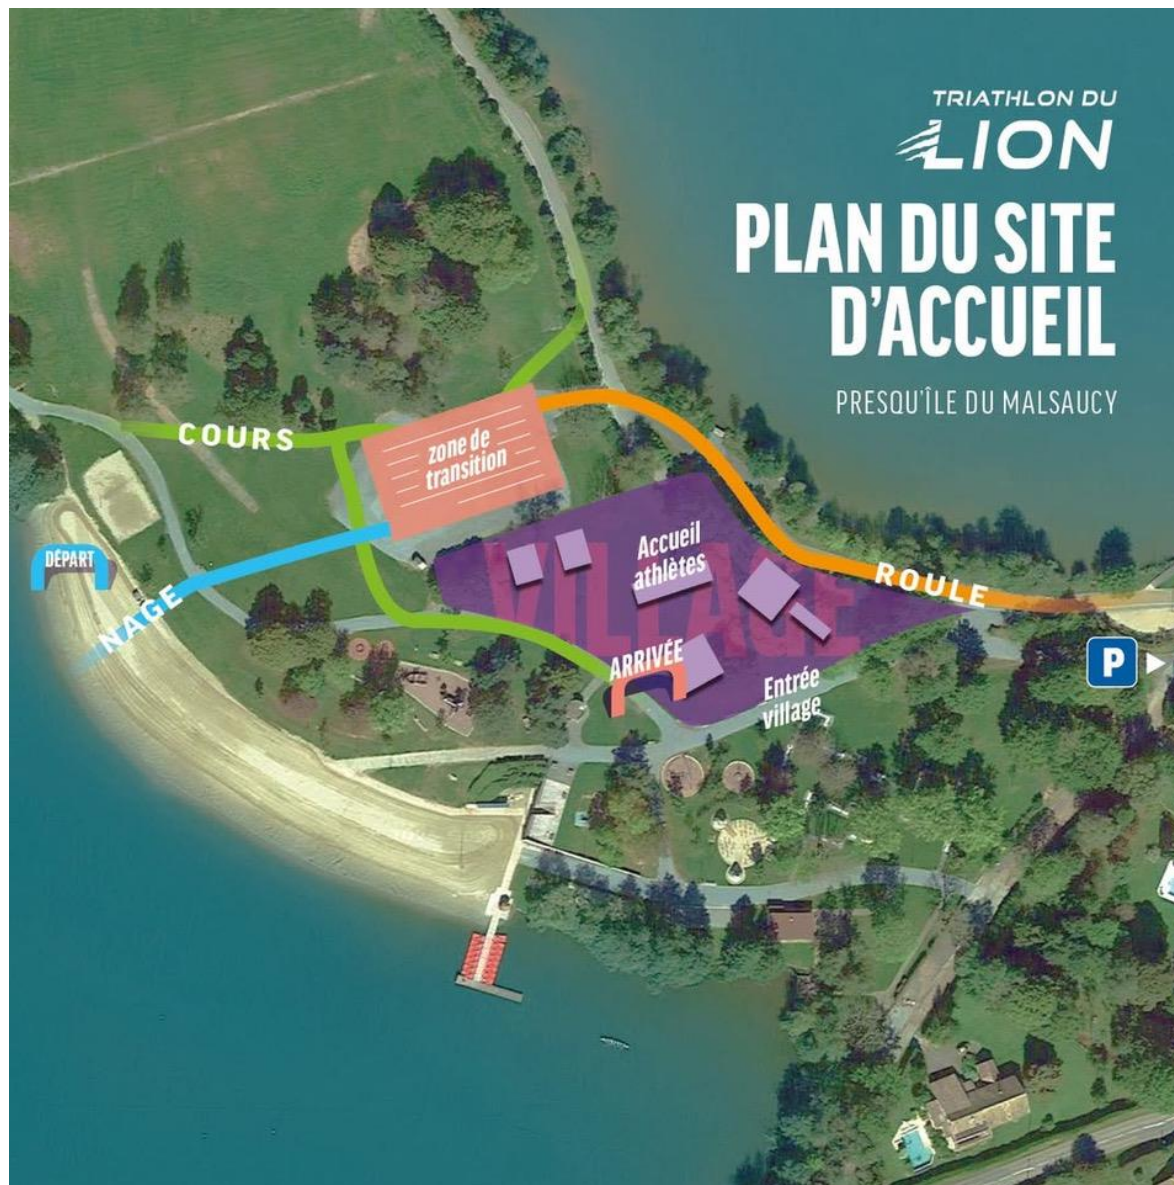 TRIATHLON DU
LION
PLAN DU SITE
D'ACCUEIL
PRESQU'ÎLE DU MALSAUCY
COURS
zone de
transition
DÉPART
NAGE
VILLAGE
Accueil
athlètes
ROULE
ARRIVÉE
Entrée
village
P